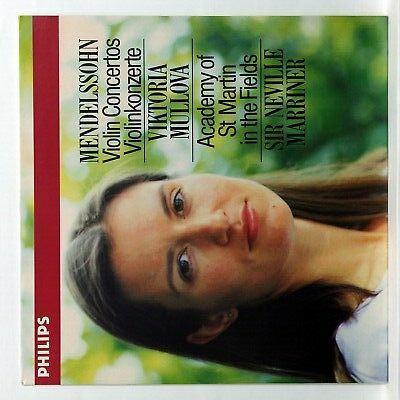 PHILIPS
MENDELSSOHN
Violin Concertos
Violinkonzerte
VIKTORIA
MULLOVA
Academy of
St Martin
in the Fields
SIR NEVILLE
MARRINER